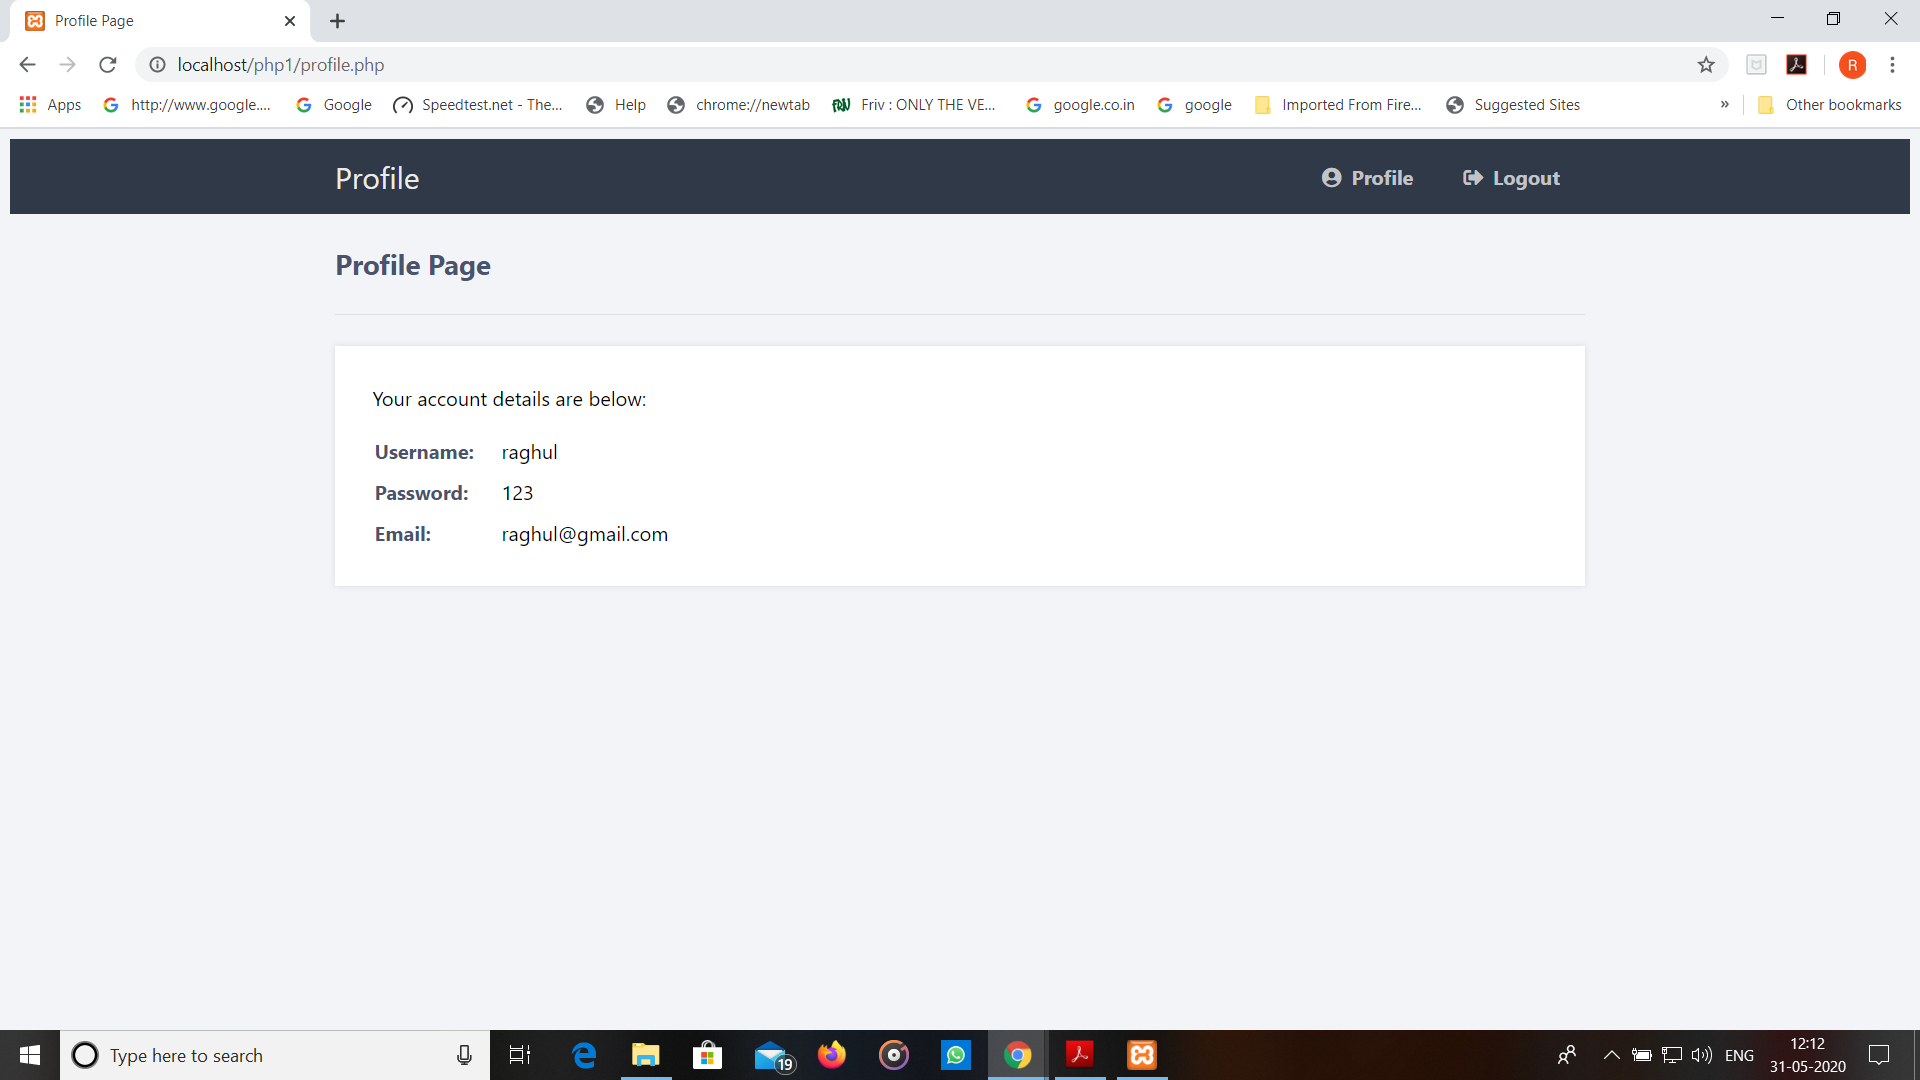 Profile Page
localhost/php1/profile.php
R
Apps
http://www.google....
Google
Speedtest.net - The...
Help
chrome://newtab
Friv : ONLY THE VE...
google.co.in
google
Imported From Fire...
Suggested Sites
»
Other bookmarks
Profile
Profile
Logout
Profile Page
Your account details are below:
Username: raghul
Password: 123
Email: raghul@gmail.com
Type here to search
19
ENG
12:12
31-05-2020